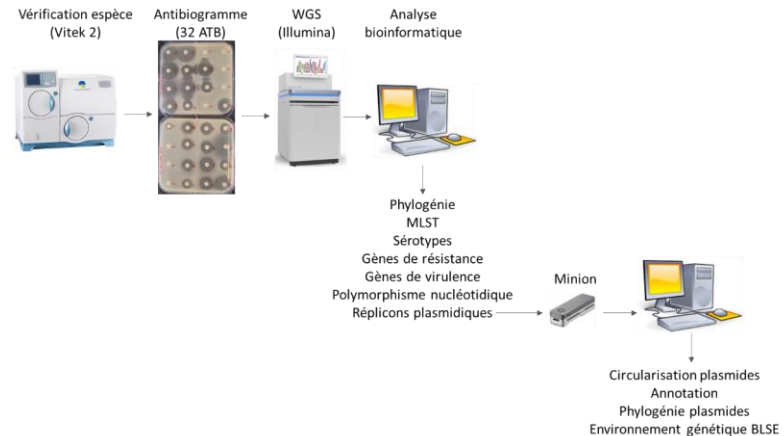 Vérification espèce
(Vitek 2)
Antibiogramme
(32 ATB)
WGS
(Illumina)
Analyse
bioinformatique
Phylogénie
MLST
Sérotypes
Gènes de résistance
Gènes de virulence
Polymorphisme nucléotidique
Réplicons plasmidiques
Minion
Circularisation plasmides
Annotation
Phylogénie plasmides
Environnement génétique BLSE